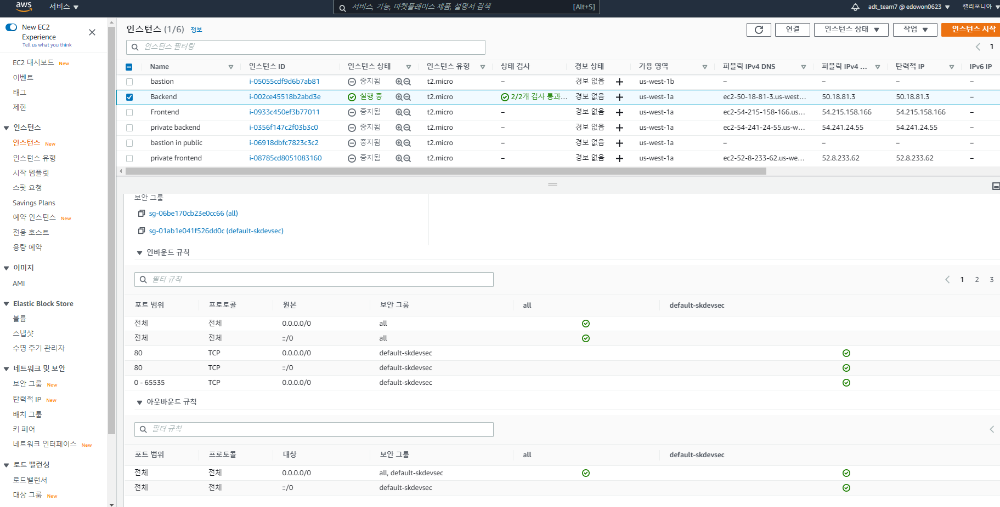 aws 서비스 ▼ 서비스, 기능, 마켓플레이스 제품, 설명서 검색 [Alt+S] adt_team7 @ edowon0623 ▼ 캘리포니아 ▼
New EC2
Experience
Tell us what you think
EC2 대시보드 New
이벤트
태그
제한
인스턴스
인스턴스 New
인스턴스 유형
시작 템플릿
스팟 요청
Savings Plans
예약 인스턴스 New
전용 호스트
용량 예약
이미지
AMI
Elastic Block Store
볼륨
스냅샷
수명 주기 관리자
네트워크 및 보안
보안 그룹 New
탄력적 IP New
배치 그룹
키 페어
네트워크 인터페이스 New
로드 밸런싱
로드밸런서
대상 그룹 New
인스턴스 (1/6) 정보 연결 인스턴스 상태 ▼ 작업 ▼ 인스턴스 시작
인스턴스 필터링 1
Name 인스턴스 ID 인스턴스 상태 인스턴스 유형 상태 검사 경보 상태 가용 영역 퍼블릭 IPv4 DNS 퍼블릭 IPv4 ... 탄력적 IP IPv6 IP
bastion i-05055cdf9d6b7ab81 중지됨 t2.micro – 경보 없음 + us-west-1b – – – –
Backend i-002ce45518b2abd3e 실행 중 t2.micro 2/2개 검사 통과... 경보 없음 + us-west-1a ec2-50-18-81-3.us-west... 50.18.81.3 50.18.81.3 –
Frontend i-0933c450ef3b77011 중지됨 t2.micro – 경보 없음 + us-west-1a ec2-54-215-158-166.us... 54.215.158.166 54.215.158.166 –
private backend i-0356f147c2f03b3c0 중지됨 t2.micro – 경보 없음 + us-west-1a ec2-54-241-24-55.us-w... 54.241.24.55 54.241.24.55 –
bastion in public i-06918dbfc7823c3c2 중지됨 t2.micro – 경보 없음 + us-west-1a – – – –
private frontend i-08785cd8051083160 중지됨 t2.micro – 경보 없음 + us-west-1a ec2-52-8-233-62.us-we... 52.8.233.62 52.8.233.62 –
보안 그룹
sg-06be170cb23e0cc66 (all)
sg-01ab1e041f526dd0c (default-skdevsec)
▼ 인바운드 규칙
필터 규칙 1 2 3
포트 범위 프로토콜 원본 보안 그룹 all default-skdevsec
전체 전체 0.0.0.0/0 all
전체 전체 ::/0 all
80 TCP 0.0.0.0/0 default-skdevsec
80 TCP ::/0 default-skdevsec
0 - 65535 TCP 0.0.0.0/0 default-skdevsec
▼ 아웃바운드 규칙
필터 규칙
포트 범위 프로토콜 대상 보안 그룹 all default-skdevsec
전체 전체 0.0.0.0/0 all, default-skdevsec
전체 전체 ::/0 default-skdevsec